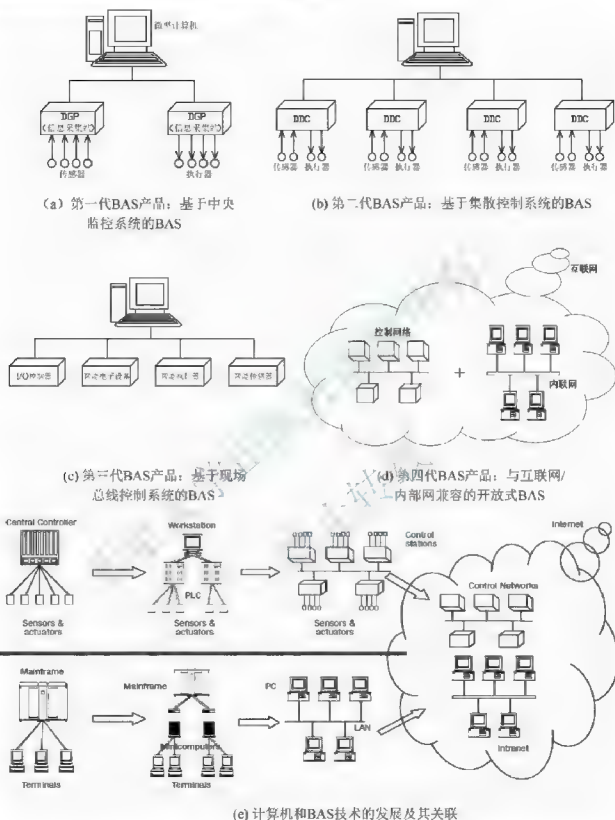 微型计算机
DGP
(信息采集站)
DGP
(信息采集站)
传感器
执行器
(a) 第一代BAS产品：基于中央
监控系统的BAS
DDC
DDC
DDC
DDC
传感器 执行器
传感器 执行器
传感器 执行器
传感器 执行器
(b) 第二代BAS产品：基于集散控制系统的BAS
I/O控制器
(c) 第三代BAS产品：基于现场
总线控制系统的BAS
互联网
控制网络
+
内联网
(d) 第四代BAS产品：与互联网/
内部网兼容的开放式BAS
Central Controller
Sensors &
actuators
Workstation
PLC
Sensors &
actuators
Control
stations
Sensors &
actuators
Internet
Control Networks
Intranet
Mainframe
Terminals
Mainframe
Minicomputers
Terminals
PC
LAN
(e) 计算机和BAS技术的发展及其关联